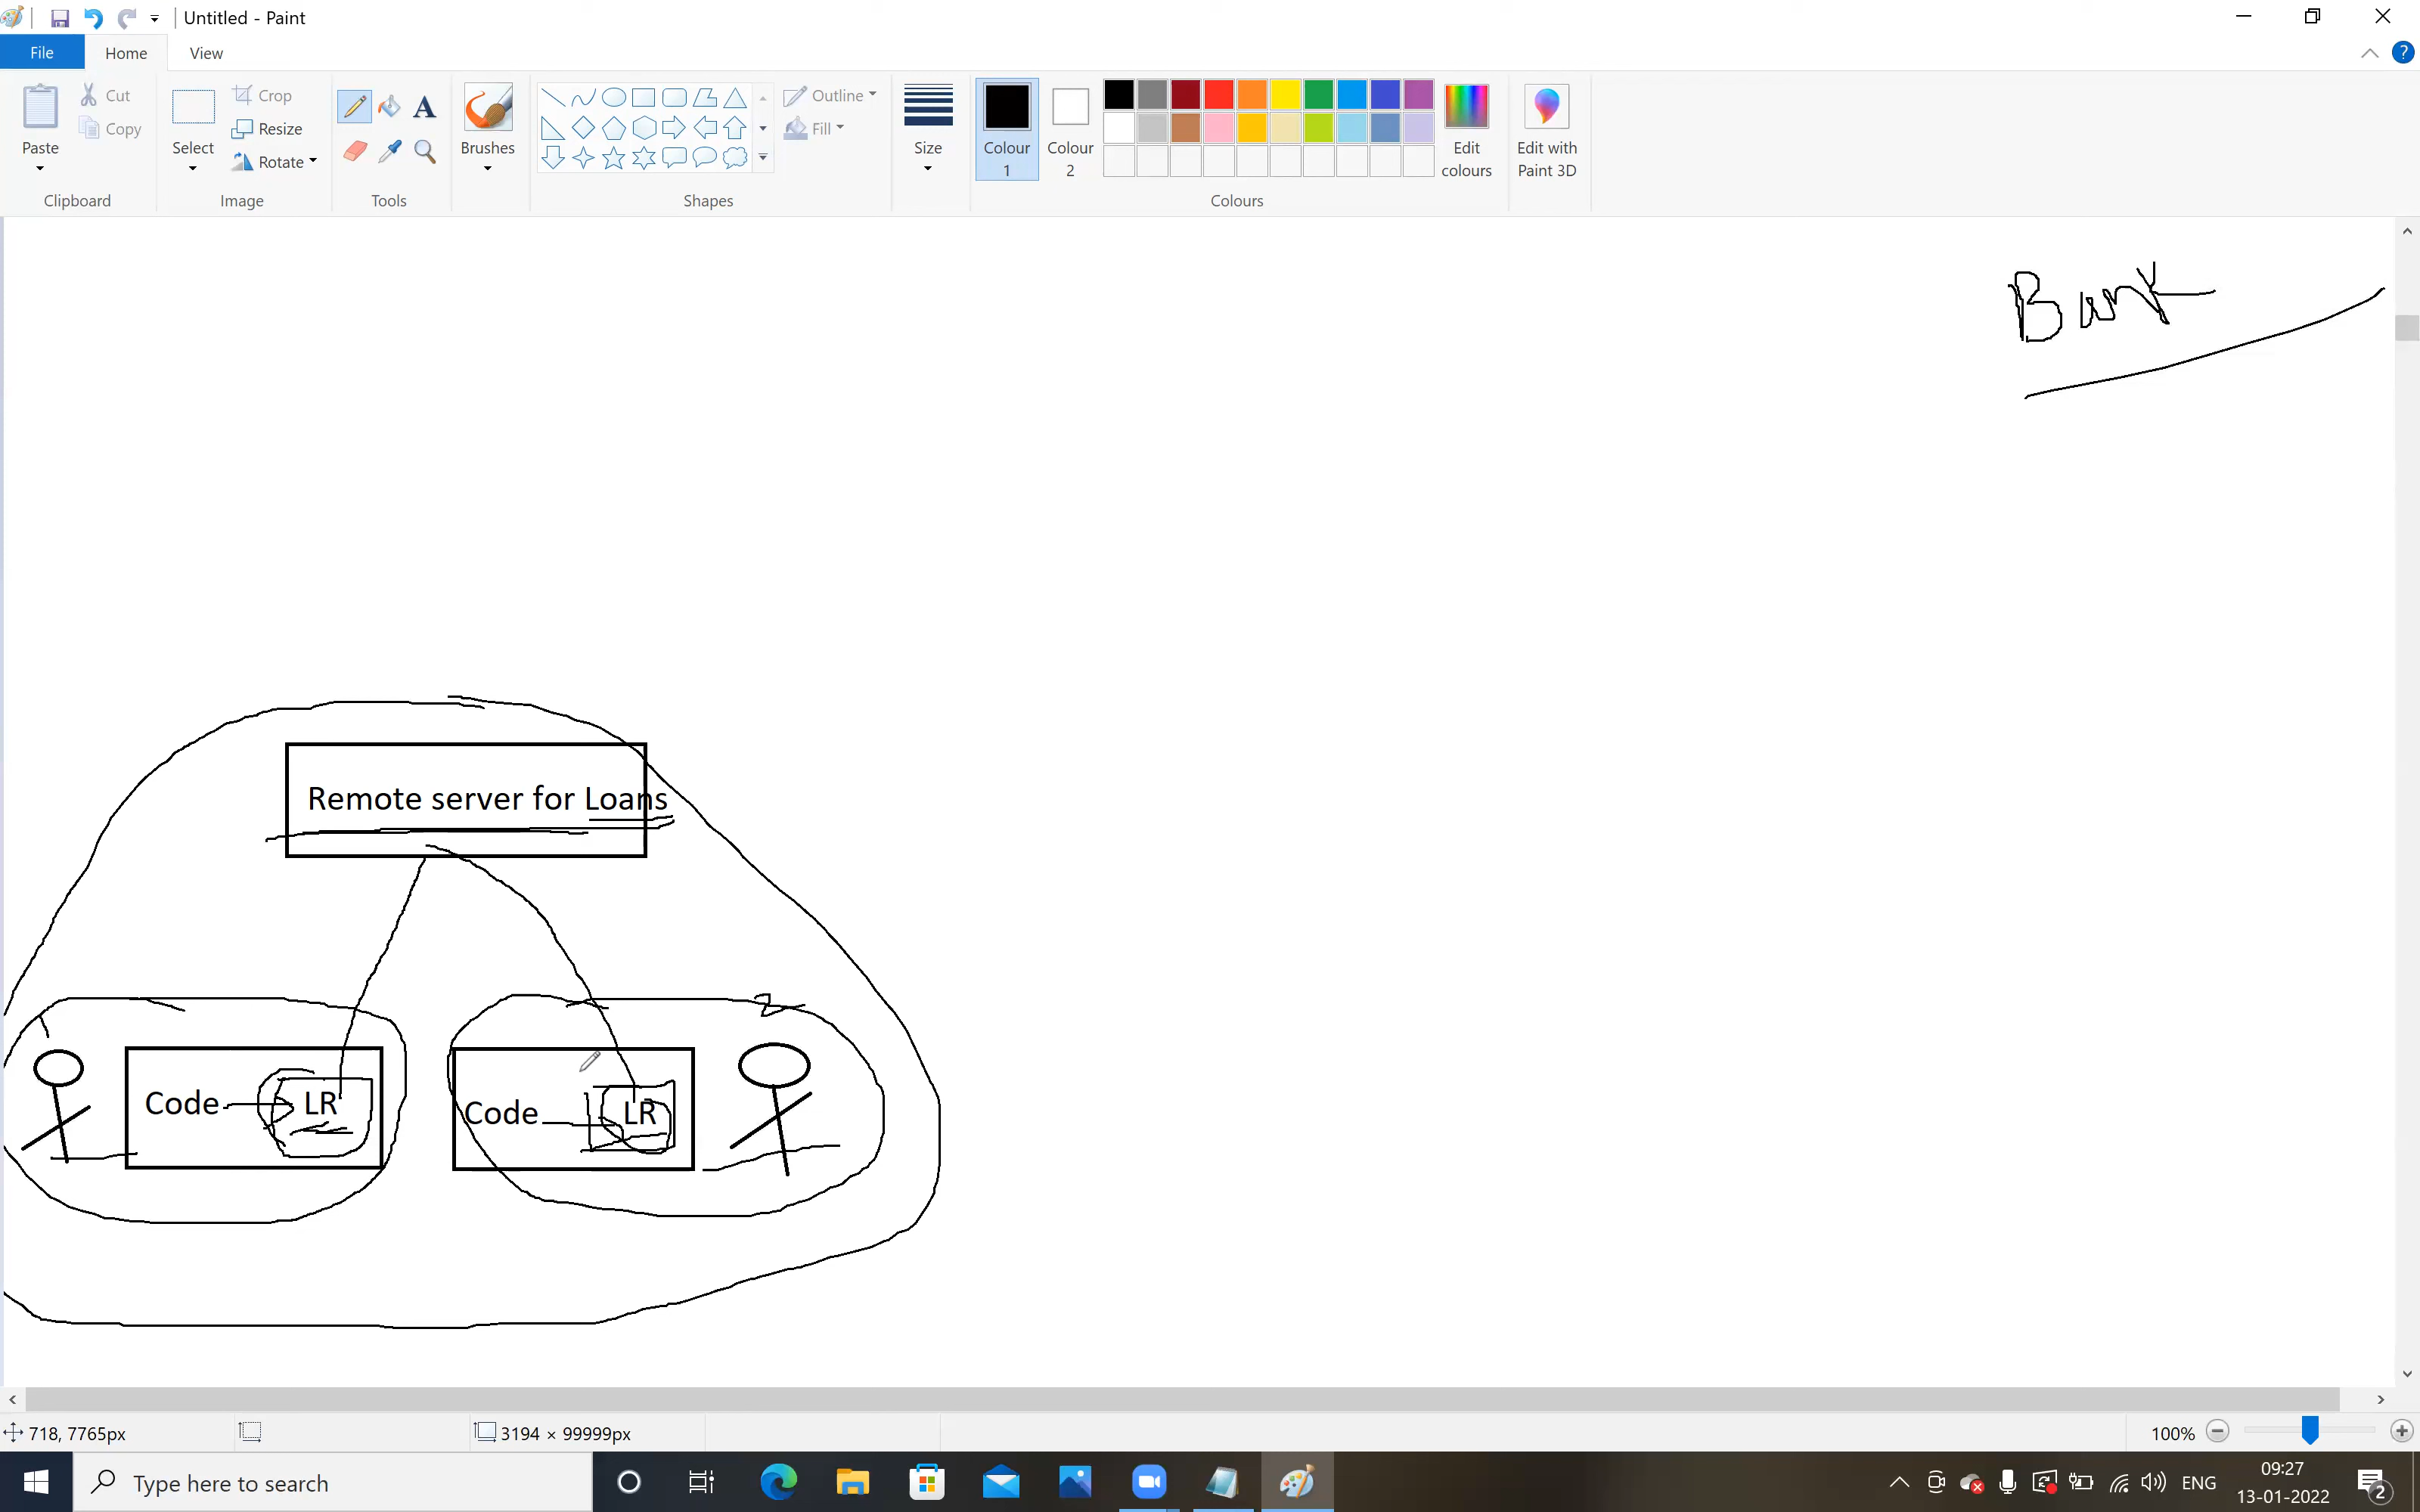 Untitled - Paint
File Home View
Paste
Cut
Copy
Clipboard
Select
Crop
Resize
Rotate
Image
Tools
Brushes
Shapes
Outline
Fill
Size
Colour 1
Colour 2
Colours
Edit colours
Edit with Paint 3D
Bank
Remote server for Loans
Code LR
Code LR
718, 7765px
3194 × 99999px
100%
Type here to search
ENG
09:27
13-01-2022
2